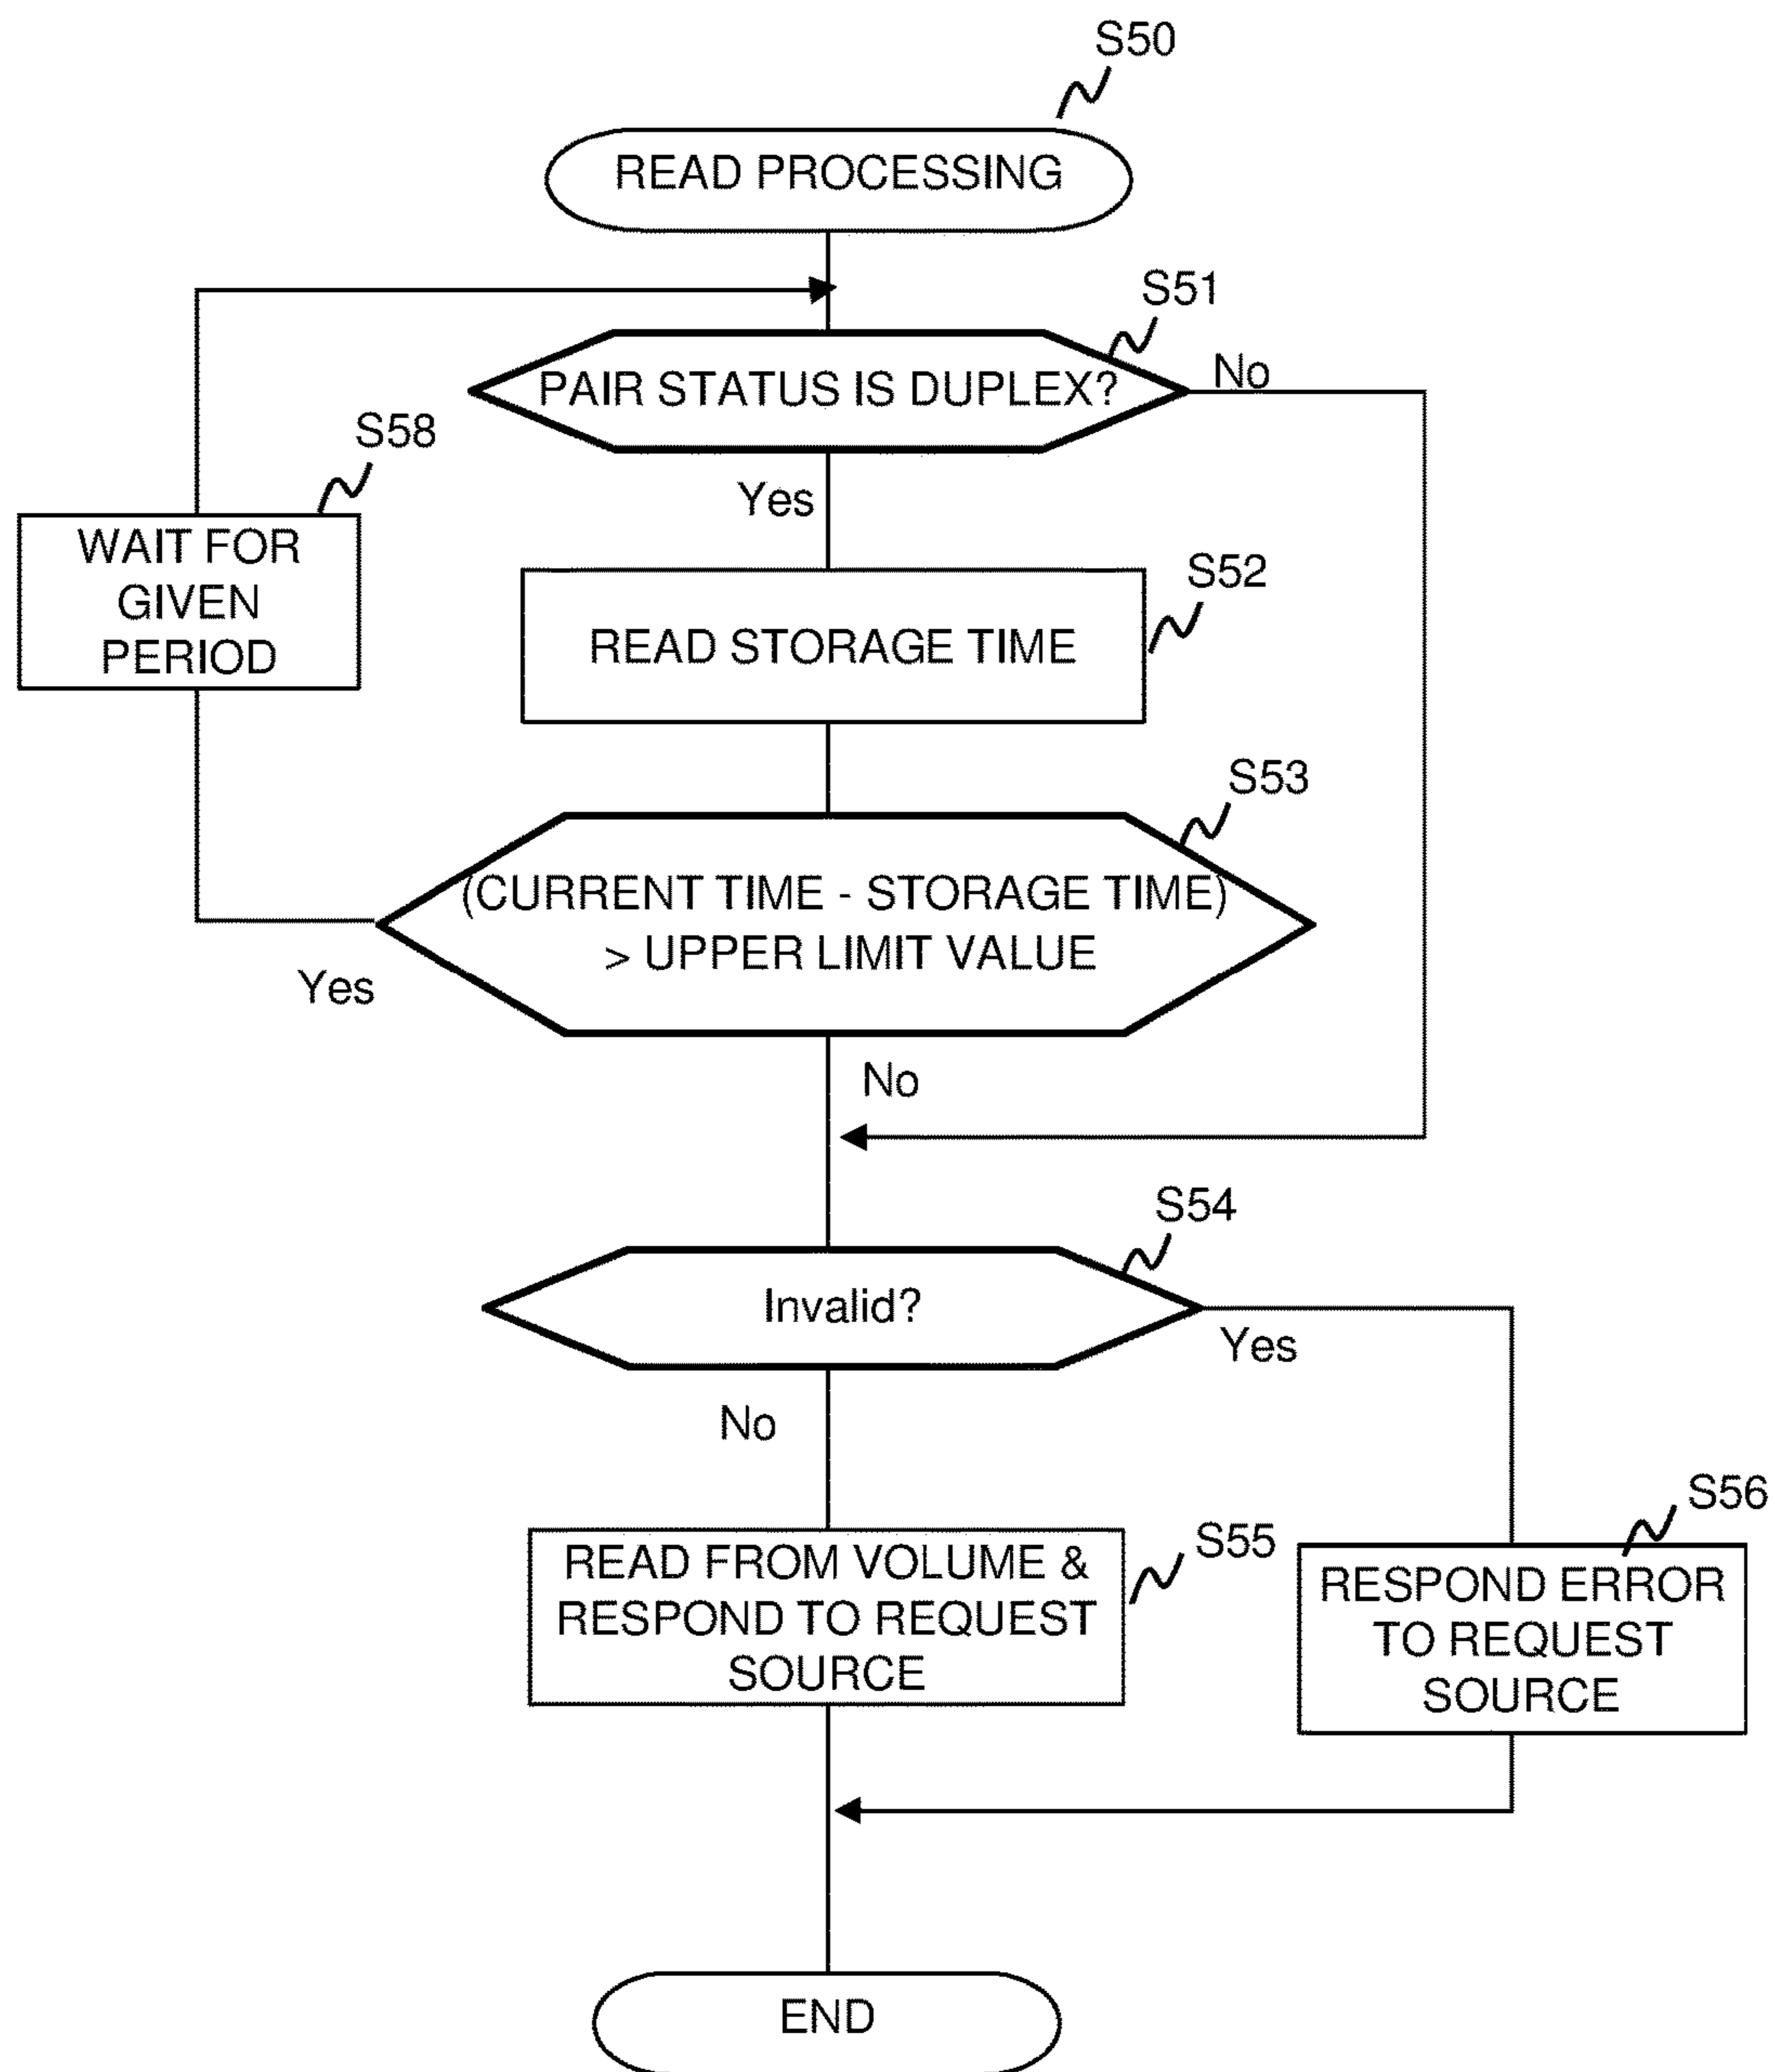 S50
READ PROCESSING
S51
PAIR STATUS IS DUPLEX?
No
S58
Yes
WAIT FOR
GIVEN
PERIOD
S52
READ STORAGE TIME
S53
(CURRENT TIME - STORAGE TIME)
> UPPER LIMIT VALUE
Yes
No
S54
Invalid?
Yes
No
S56
S55
READ FROM VOLUME &
RESPOND TO REQUEST
SOURCE
RESPOND ERROR
TO REQUEST
SOURCE
END